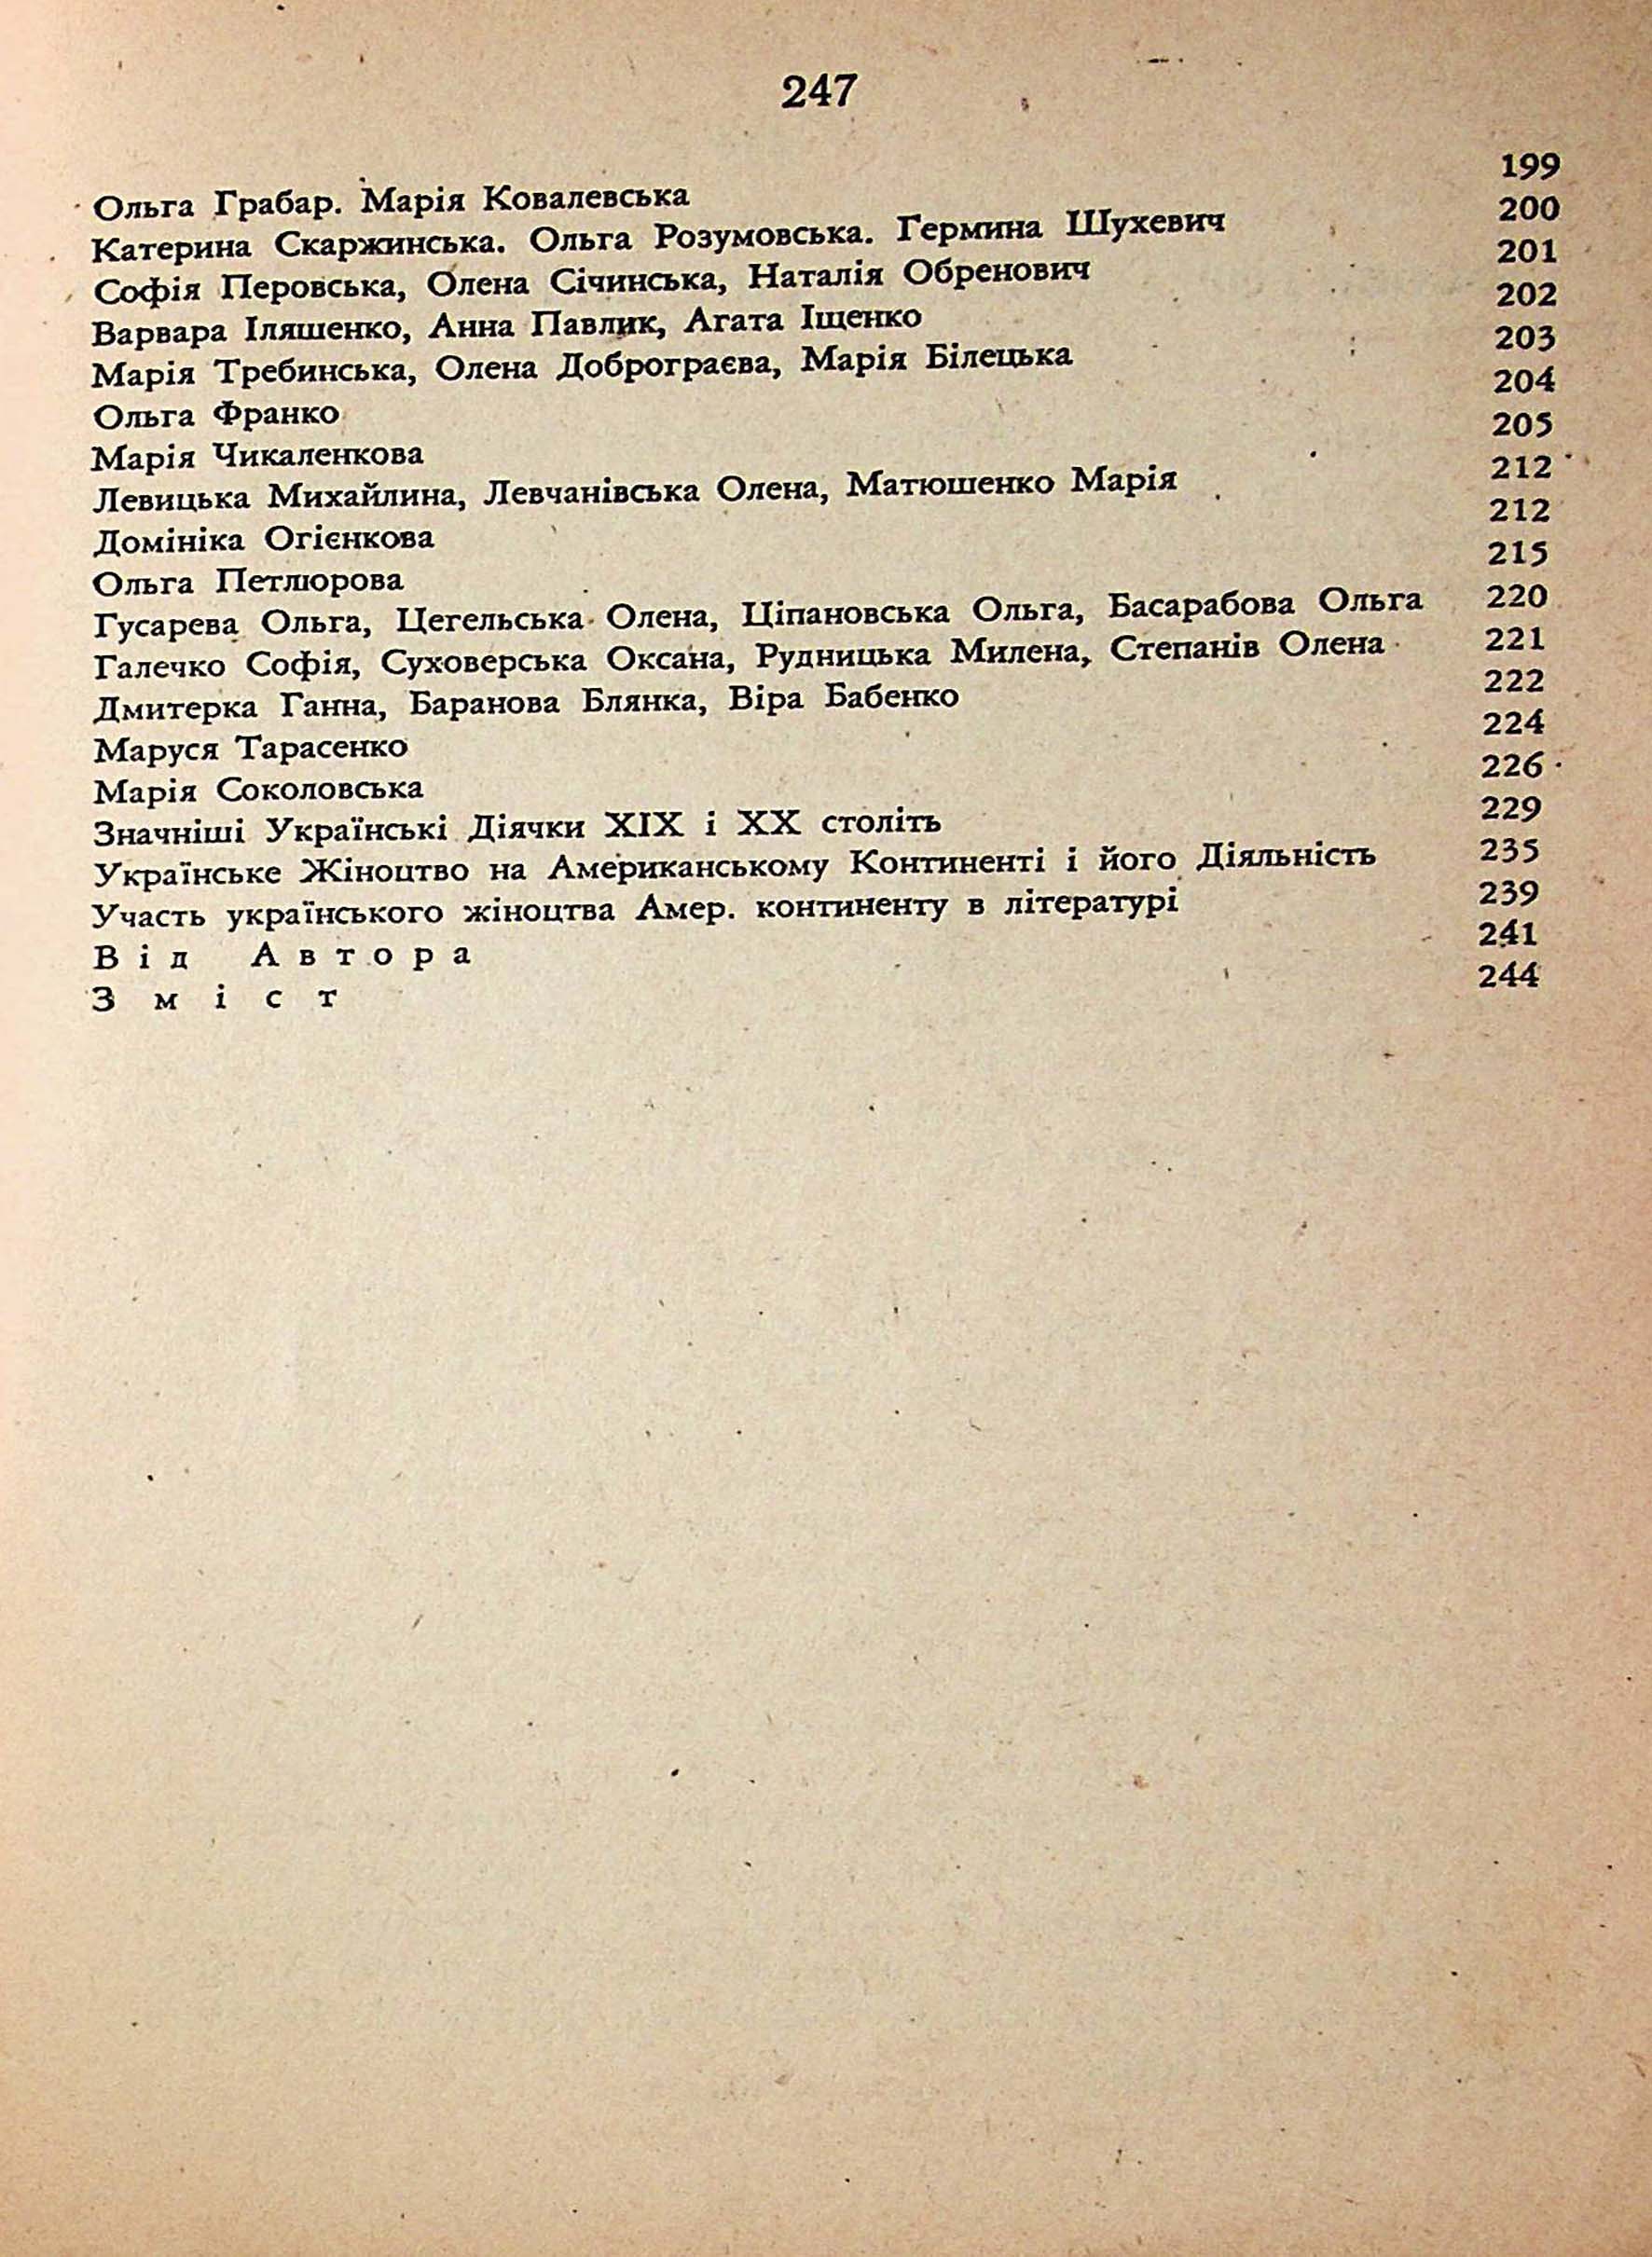 247
Ольга Грабар. Марія Ковалевська 199
Катерина Скаржинська. Ольга Розумовська. Гермина Шухевич 200
Софія Перовська, Олена Січинська, Наталія Обренович 201
Варвара Іляшенко, Анна Павлик, Агата Іщенко 202
Марія Требинська, Олена Доброграєва, Марія Білецька 203
Ольга Франко 204
Марія Чикаленкова 205
Левицька Михайлина, Левчанівська Олена, Матюшенко Марія 212
Домініка Огієнкова 212
Ольга Петлюрова 215
Гусарева Ольга, Цегельська Олена, Ціпановська Ольга, Басарабова Ольга 220
Галечко Софія, Суховерська Оксана, Рудницька Милена, Степанів Олена 221
Дмитерка Ганна, Баранова Блянка, Віра Бабенко 222
Маруся Тарасенко 224
Марія Соколовська 226
Значніші Українські Діячки XIX і XX століть 229
Українське Жіноцтво на Американському Континенті і його Діяльність 235
Участь українського жіноцтва Амер. континенту в літературі 239
В і д А в т о р а 241
З м і с т 244